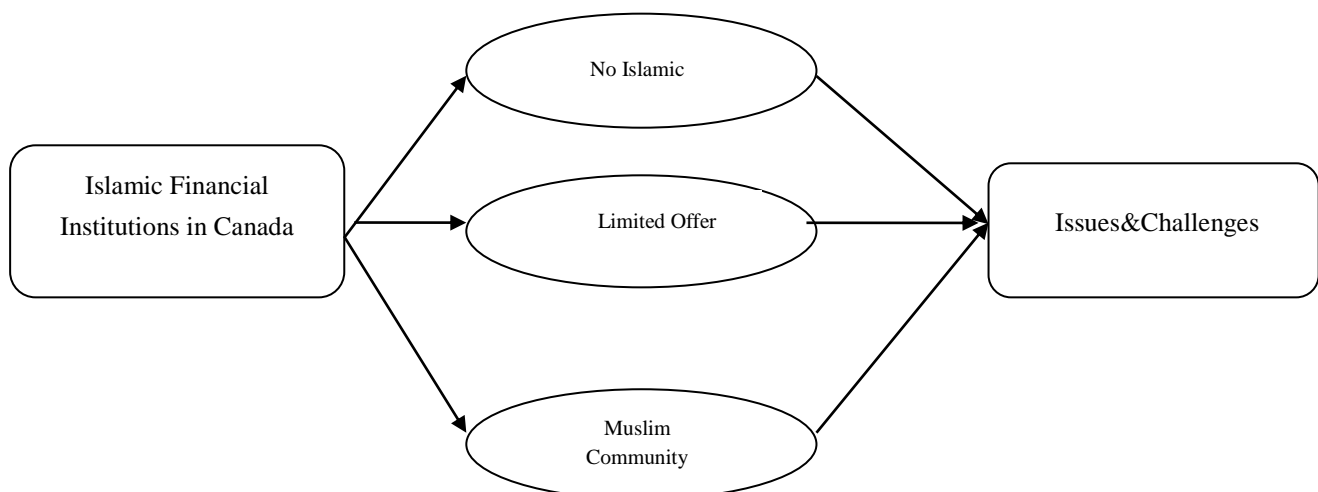 No Islamic
Islamic Financial
Institutions in Canada
Limited Offer
Issues&Challenges
Muslim
Community